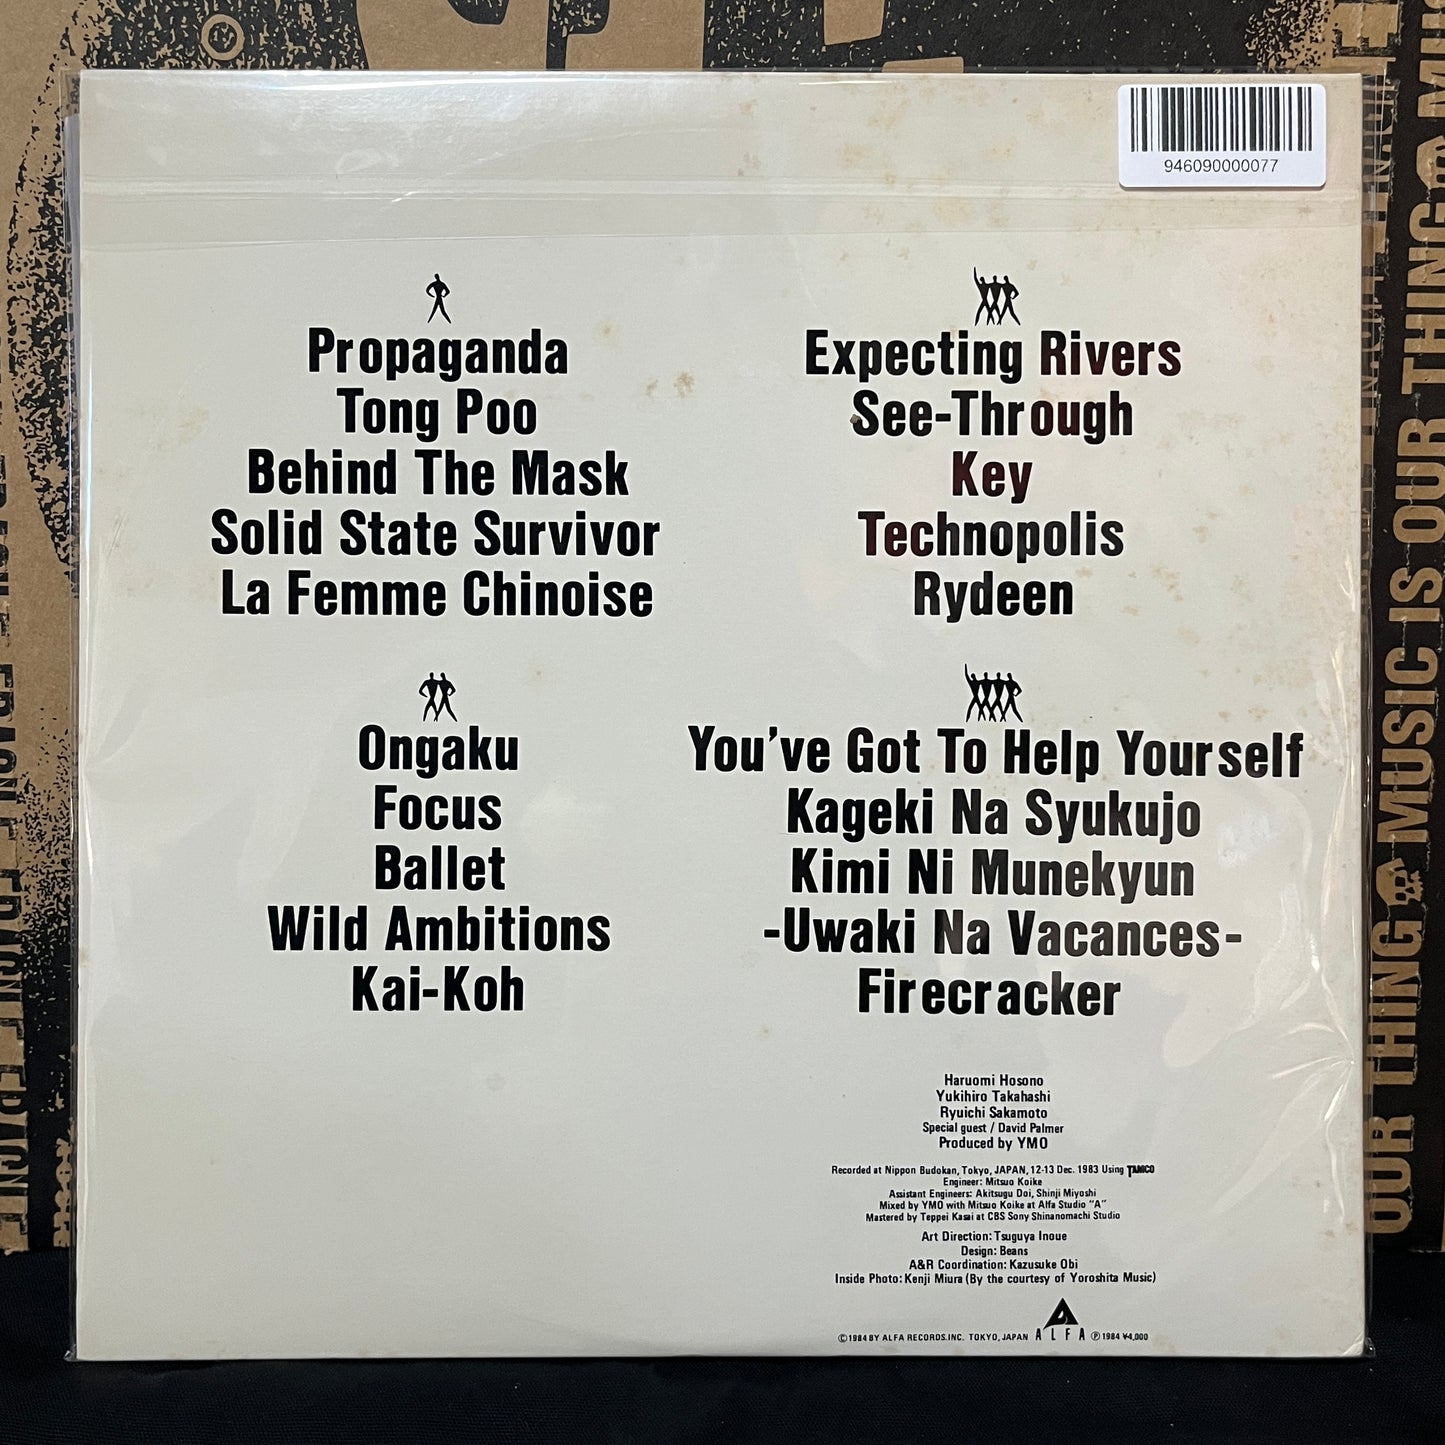 946090000077
Propaganda
Tong Poo
Behind The Mask
Solid State Survivor
La Femme Chinoise
Ongaku
Focus
Ballet
Wild Ambitions
Kai-Koh
Expecting Rivers
See-Through
Key
Technopolis
Rydeen
You've Got To Help Yourself
Kageki Na Syukujo
Kimi Ni Munekyun
-Uwaki Na Vacances-
Firecracker
Haruomi Hosono
Yukihiro Takahashi
Ryuichi Sakamoto
Special guest / David Palmer
Produced by YMO
Recorded at Nippon Budokan, Tokyo, JAPAN, 12-13 Dec. 1983 Using TAMCO
Engineer: Mitsuo Koike
Assistant Engineers: Akitsugu Doi, Shinji Miyoshi
Mixed by YMO with Mitsuo Koike at Alfa Studio "A"
Mastered by Teppei Kasai at CBS Sony Shinanomachi Studio
Art Direction: Tsuguya Inoue
Design: Beans
A&R Coordination: Kazusuke Obi
Inside Photo: Kenji Miura (By the courtesy of Yoroshita Music)
©1984 BY ALFA RECORDS.INC. TOKYO, JAPAN ALFA ℗ 1984 ¥4,000
OUR THING MUSIC IS OUR THING MUS